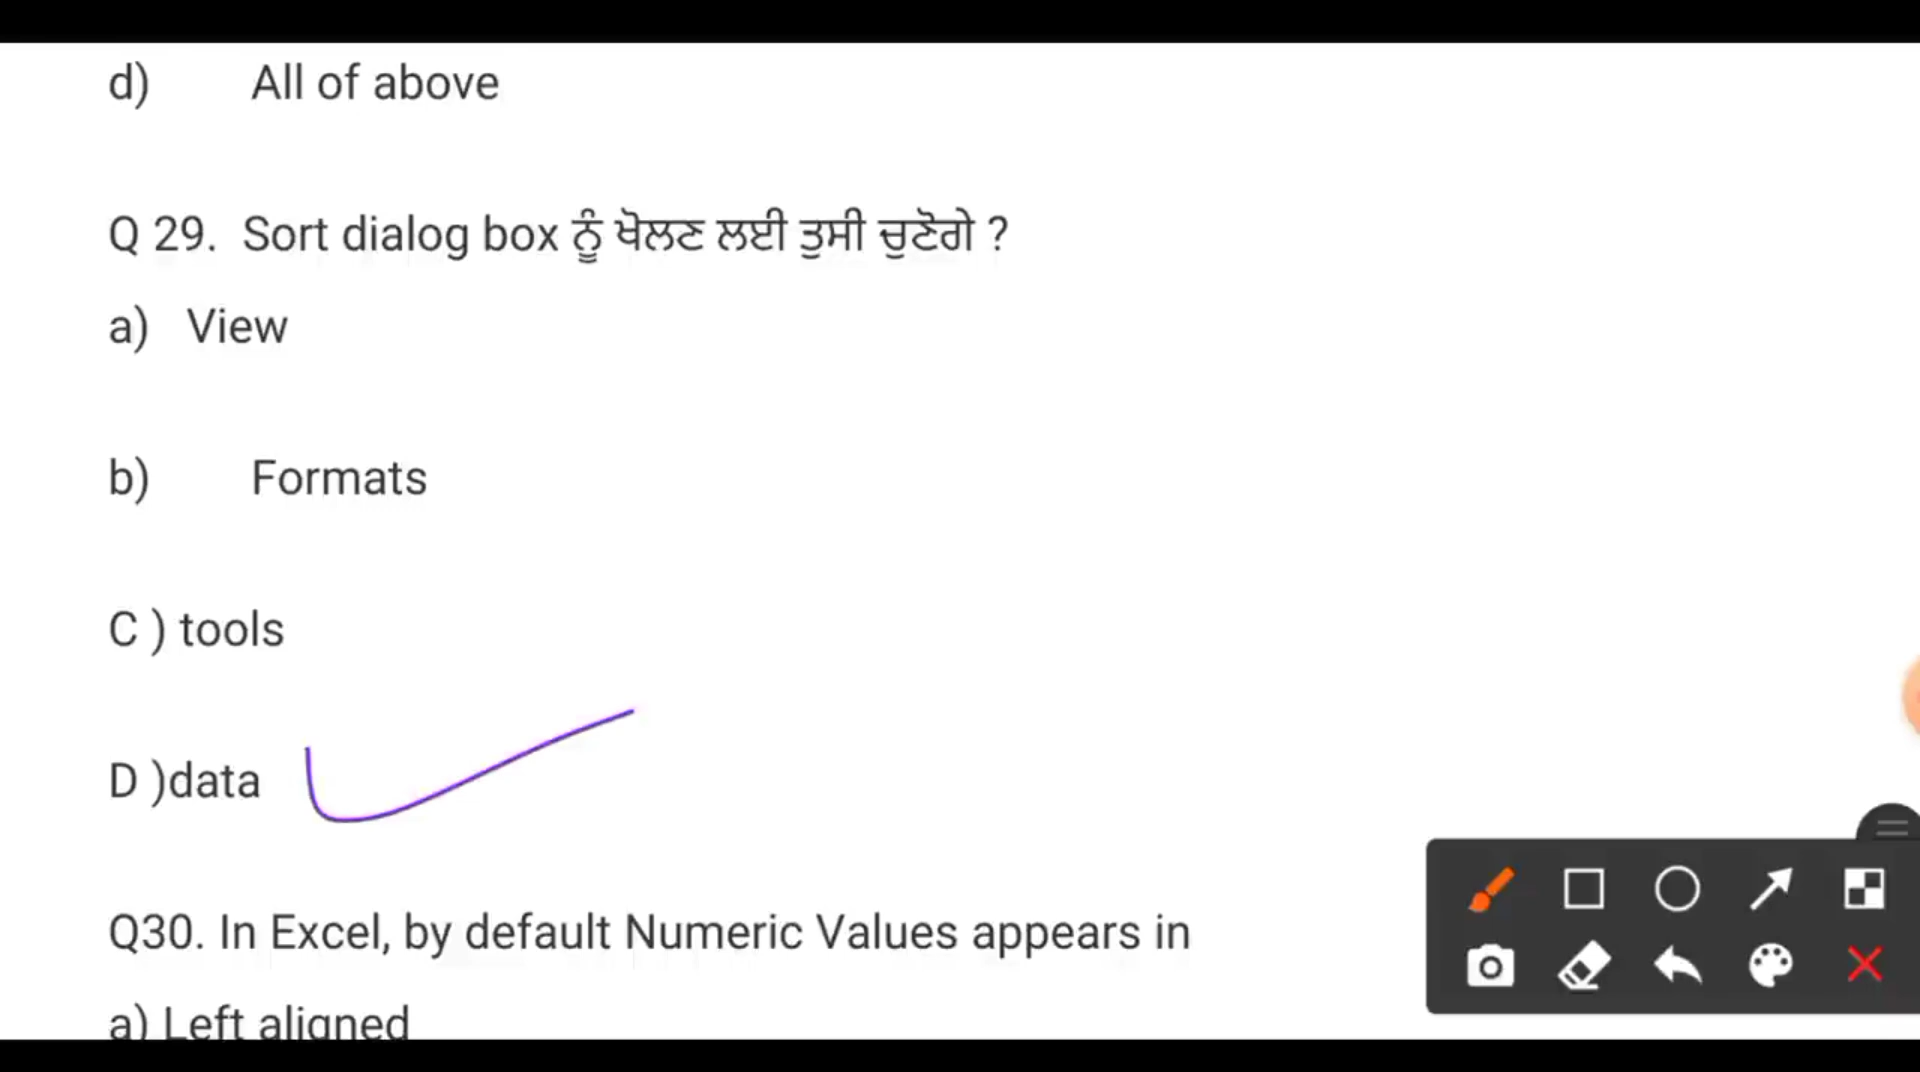 d) All of above
Q 29. Sort dialog box ਨੂੰ ਖੋਲਣ ਲਈ ਤੁਸੀ ਚੁਣੋਗੇ ?
a) View
b) Formats
C ) tools
D )data
Q30. In Excel, by default Numeric Values appears in
a) Left aligned